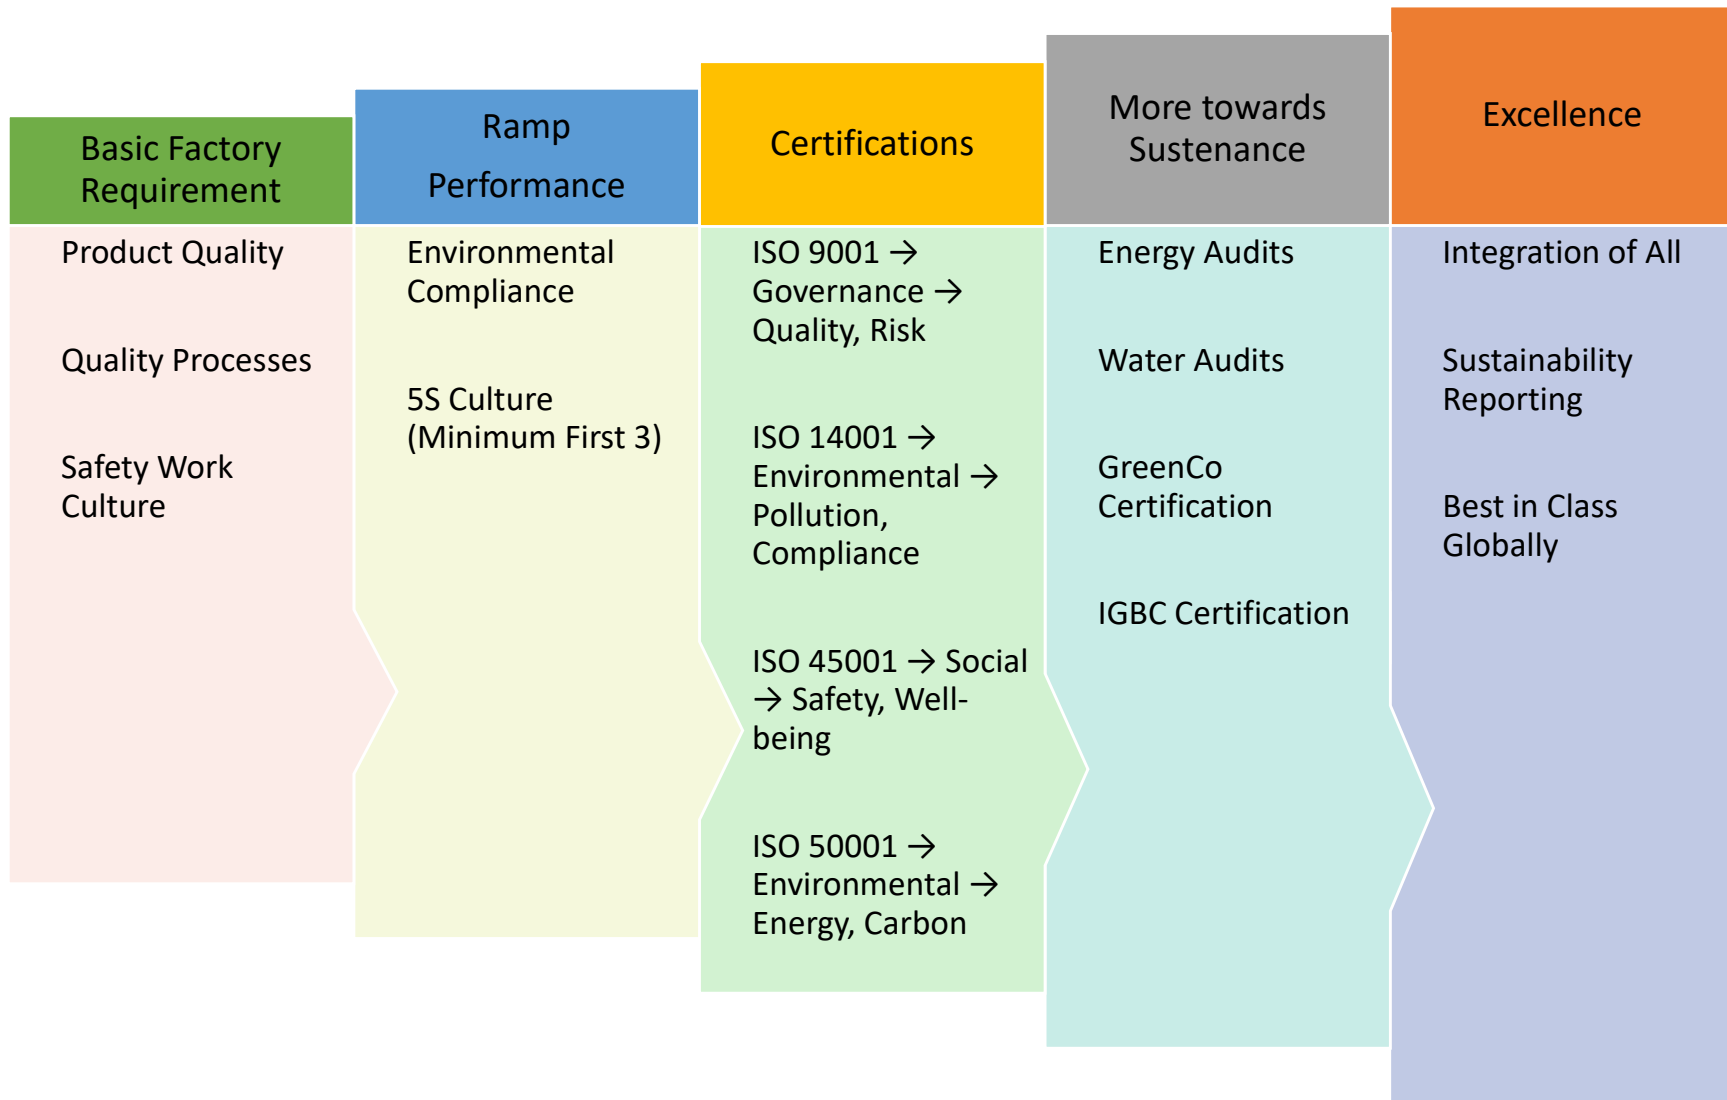 Basic Factory
Requirement
Product Quality
Quality Processes
Safety Work
Culture
Ramp
Performance
Environmental
Compliance
5S Culture
(Minimum First 3)
Certifications
ISO 9001 →
Governance →
Quality, Risk
ISO 14001 →
Environmental →
Pollution,
Compliance
ISO 45001 → Social
→ Safety, Well-
being
ISO 50001 →
Environmental →
Energy, Carbon
More towards
Sustenance
Energy Audits
Water Audits
GreenCo
Certification
IGBC Certification
Excellence
Integration of All
Sustainability
Reporting
Best in Class
Globally